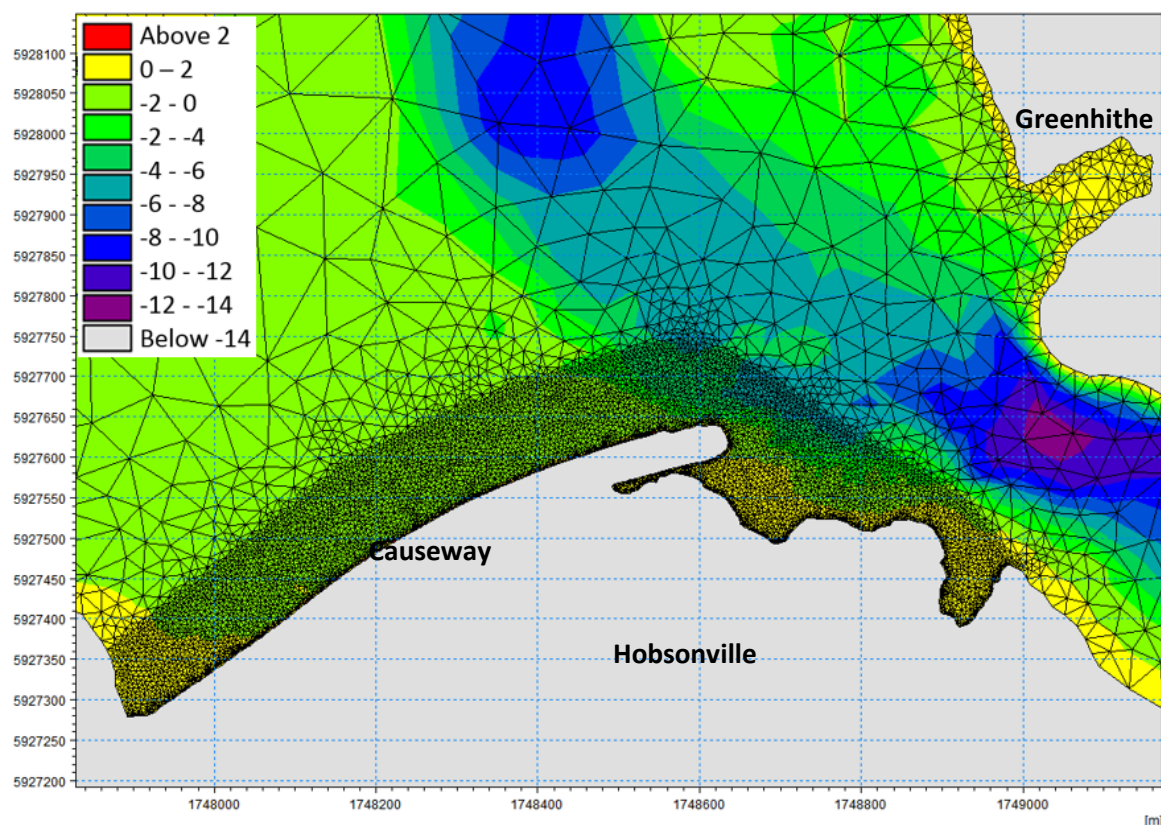 Above 2
0 – 2
-2 - 0
-2 - -4
-4 - -6
-6 - -8
-8 - -10
-10 - -12
-12 - -14
Below -14
Greenhithe
Causeway
Hobsonville
5928100
5928050
5928000
5927950
5927900
5927850
5927800
5927750
5927700
5927650
5927600
5927550
5927500
5927450
5927400
5927350
5927300
5927250
5927200
1748000
1748200
1748400
1748600
1748800
1749000
[m]